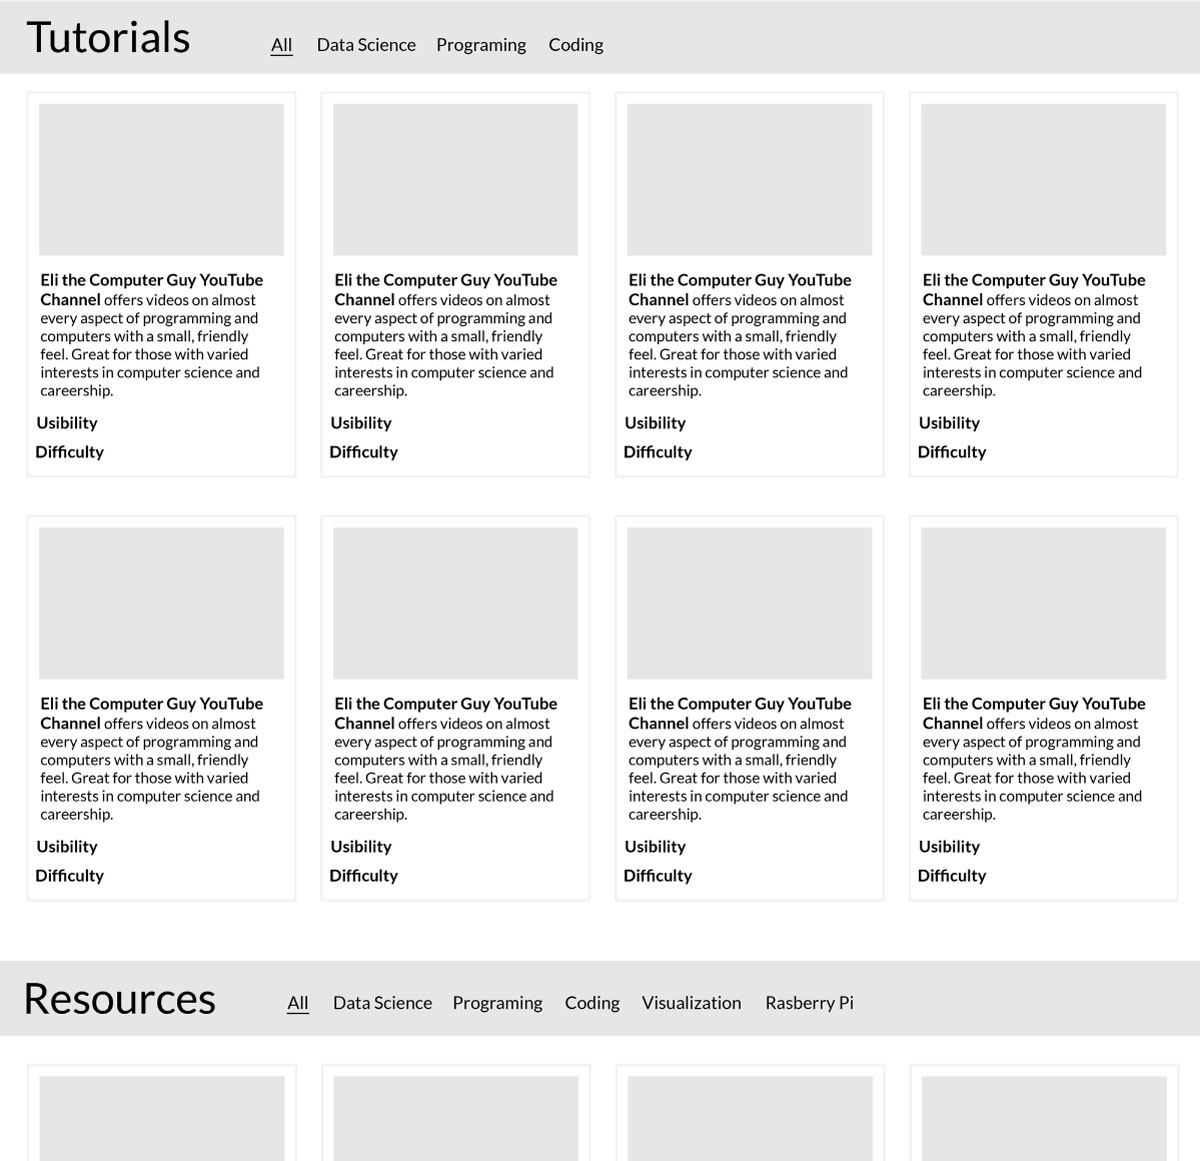 Tutorials All Data Science Programing Coding
Eli the Computer Guy YouTube
Channel offers videos on almost
every aspect of programming and
computers with a small, friendly
feel. Great for those with varied
interests in computer science and
careership.
Usibility
Difficulty
Eli the Computer Guy YouTube
Channel offers videos on almost
every aspect of programming and
computers with a small, friendly
feel. Great for those with varied
interests in computer science and
careership.
Usibility
Difficulty
Eli the Computer Guy YouTube
Channel offers videos on almost
every aspect of programming and
computers with a small, friendly
feel. Great for those with varied
interests in computer science and
careership.
Usibility
Difficulty
Eli the Computer Guy YouTube
Channel offers videos on almost
every aspect of programming and
computers with a small, friendly
feel. Great for those with varied
interests in computer science and
careership.
Usibility
Difficulty
Eli the Computer Guy YouTube
Channel offers videos on almost
every aspect of programming and
computers with a small, friendly
feel. Great for those with varied
interests in computer science and
careership.
Usibility
Difficulty
Eli the Computer Guy YouTube
Channel offers videos on almost
every aspect of programming and
computers with a small, friendly
feel. Great for those with varied
interests in computer science and
careership.
Usibility
Difficulty
Eli the Computer Guy YouTube
Channel offers videos on almost
every aspect of programming and
computers with a small, friendly
feel. Great for those with varied
interests in computer science and
careership.
Usibility
Difficulty
Eli the Computer Guy YouTube
Channel offers videos on almost
every aspect of programming and
computers with a small, friendly
feel. Great for those with varied
interests in computer science and
careership.
Usibility
Difficulty
Resources All Data Science Programing Coding Visualization Rasberry Pi